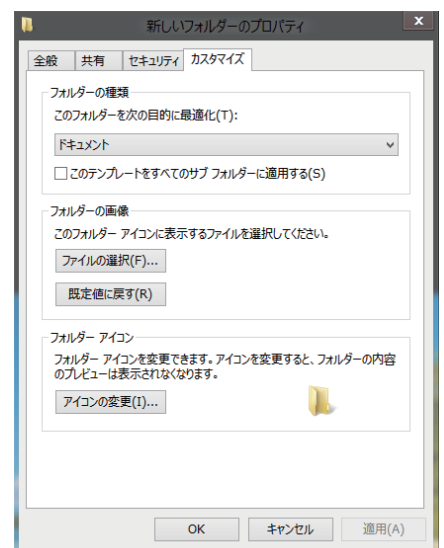 新しいフォルダーのプロパティ
x
全般 共有 セキュリティ カスタマイズ
フォルダーの種類
このフォルダーを次の目的に最適化(T):
ドキュメント
このテンプレートをすべてのサブ フォルダーに適用する(S)
フォルダーの画像
このフォルダー アイコンに表示するファイルを選択してください。
ファイルの選択(F)...
既定値に戻す(R)
フォルダー アイコン
フォルダー アイコンを変更できます。アイコンを変更すると、フォルダーの内容
のプレビューは表示されなくなります。
アイコンの変更(I)...
OK キャンセル 適用(A)